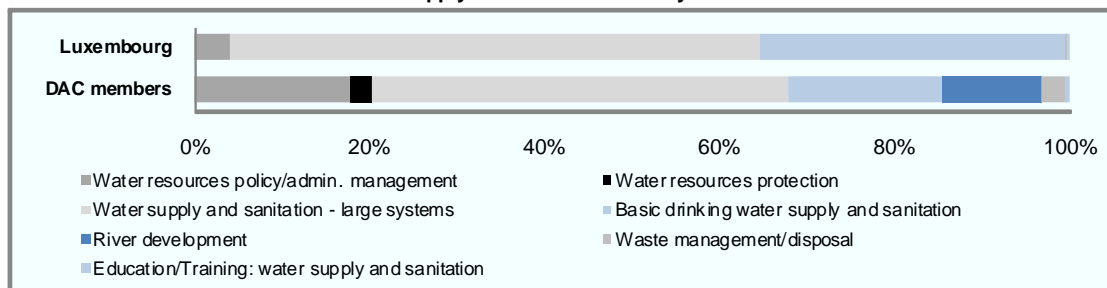 Luxembourg
DAC members
0% 20% 40% 60% 80% 100%
Water resources policy/admin. management Water resources protection
Water supply and sanitation - large systems Basic drinking water supply and sanitation
River development Waste management/disposal
Education/Training: water supply and sanitation